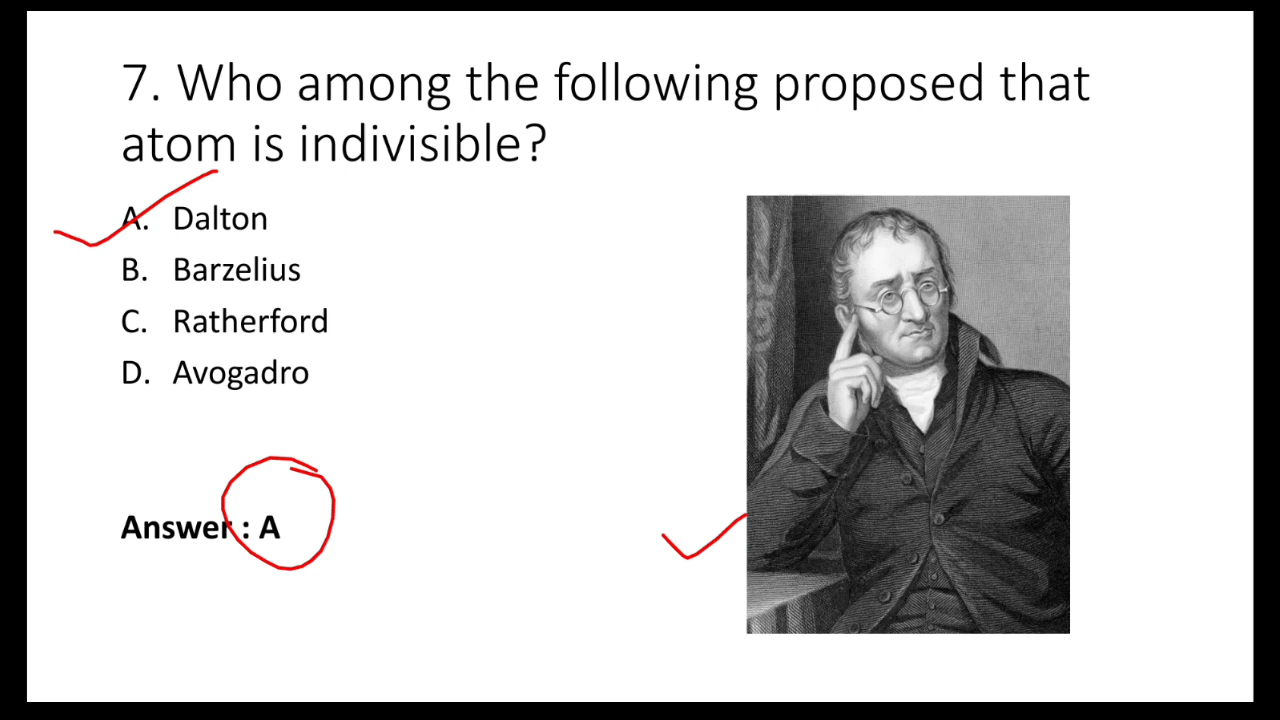 7. Who among the following proposed that
atom is indivisible?
A. Dalton
B. Barzelius
C. Ratherford
D. Avogadro
Answer : A